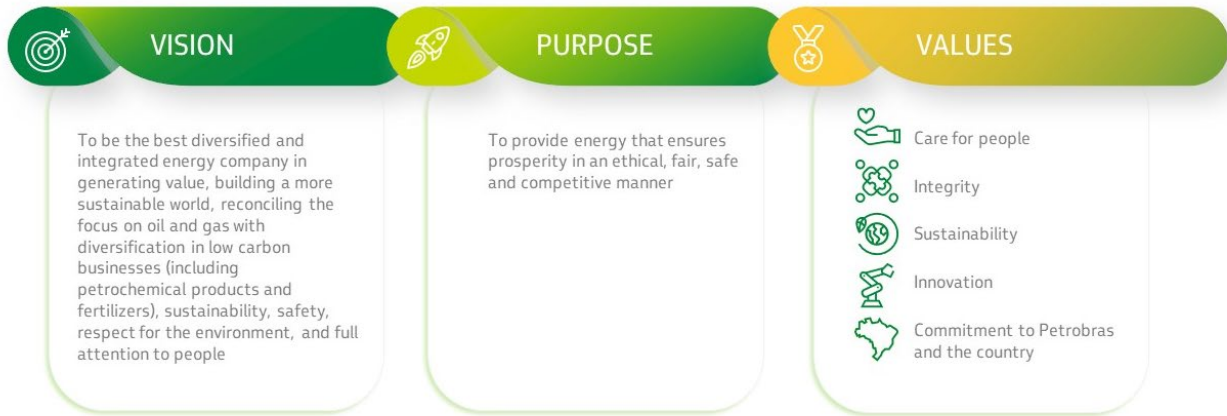 VISION
To be the best diversified and
integrated energy company in
generating value, building a more
sustainable world, reconciling the
focus on oil and gas with
diversification in low carbon
businesses (including
petrochemical products and
fertilizers), sustainability, safety,
respect for the environment, and full
attention to people
PURPOSE
To provide energy that ensures
prosperity in an ethical, fair, safe
and competitive manner
VALUES
Care for people
Integrity
Sustainability
Innovation
Commitment to Petrobras
and the country